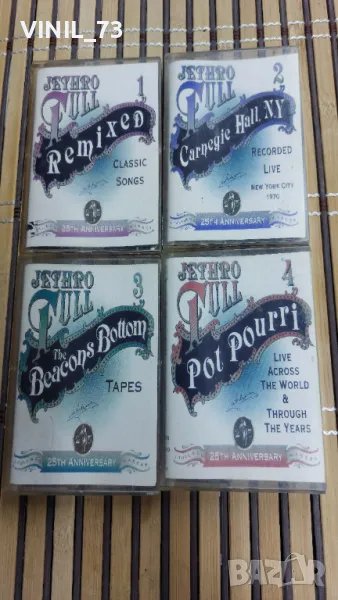 VINIL_73
JETHRO
TULL
1
Remixed
CLASSIC
SONGS
25TH ANNIVERSARY
JETHRO
TULL
2
Carnegie Hall, N.Y
RECORDED
LIVE
NEW YORK CITY
1970
25TH ANNIVERSARY
JETHRO
TULL
3
The
Beacons Bottom
TAPES
25TH ANNIVERSARY
JETHRO
TULL
4
Pot Pourri
LIVE
ACROSS
THE WORLD
&
THROUGH
THE YEARS
25TH ANNIVERSARY
BAZAR